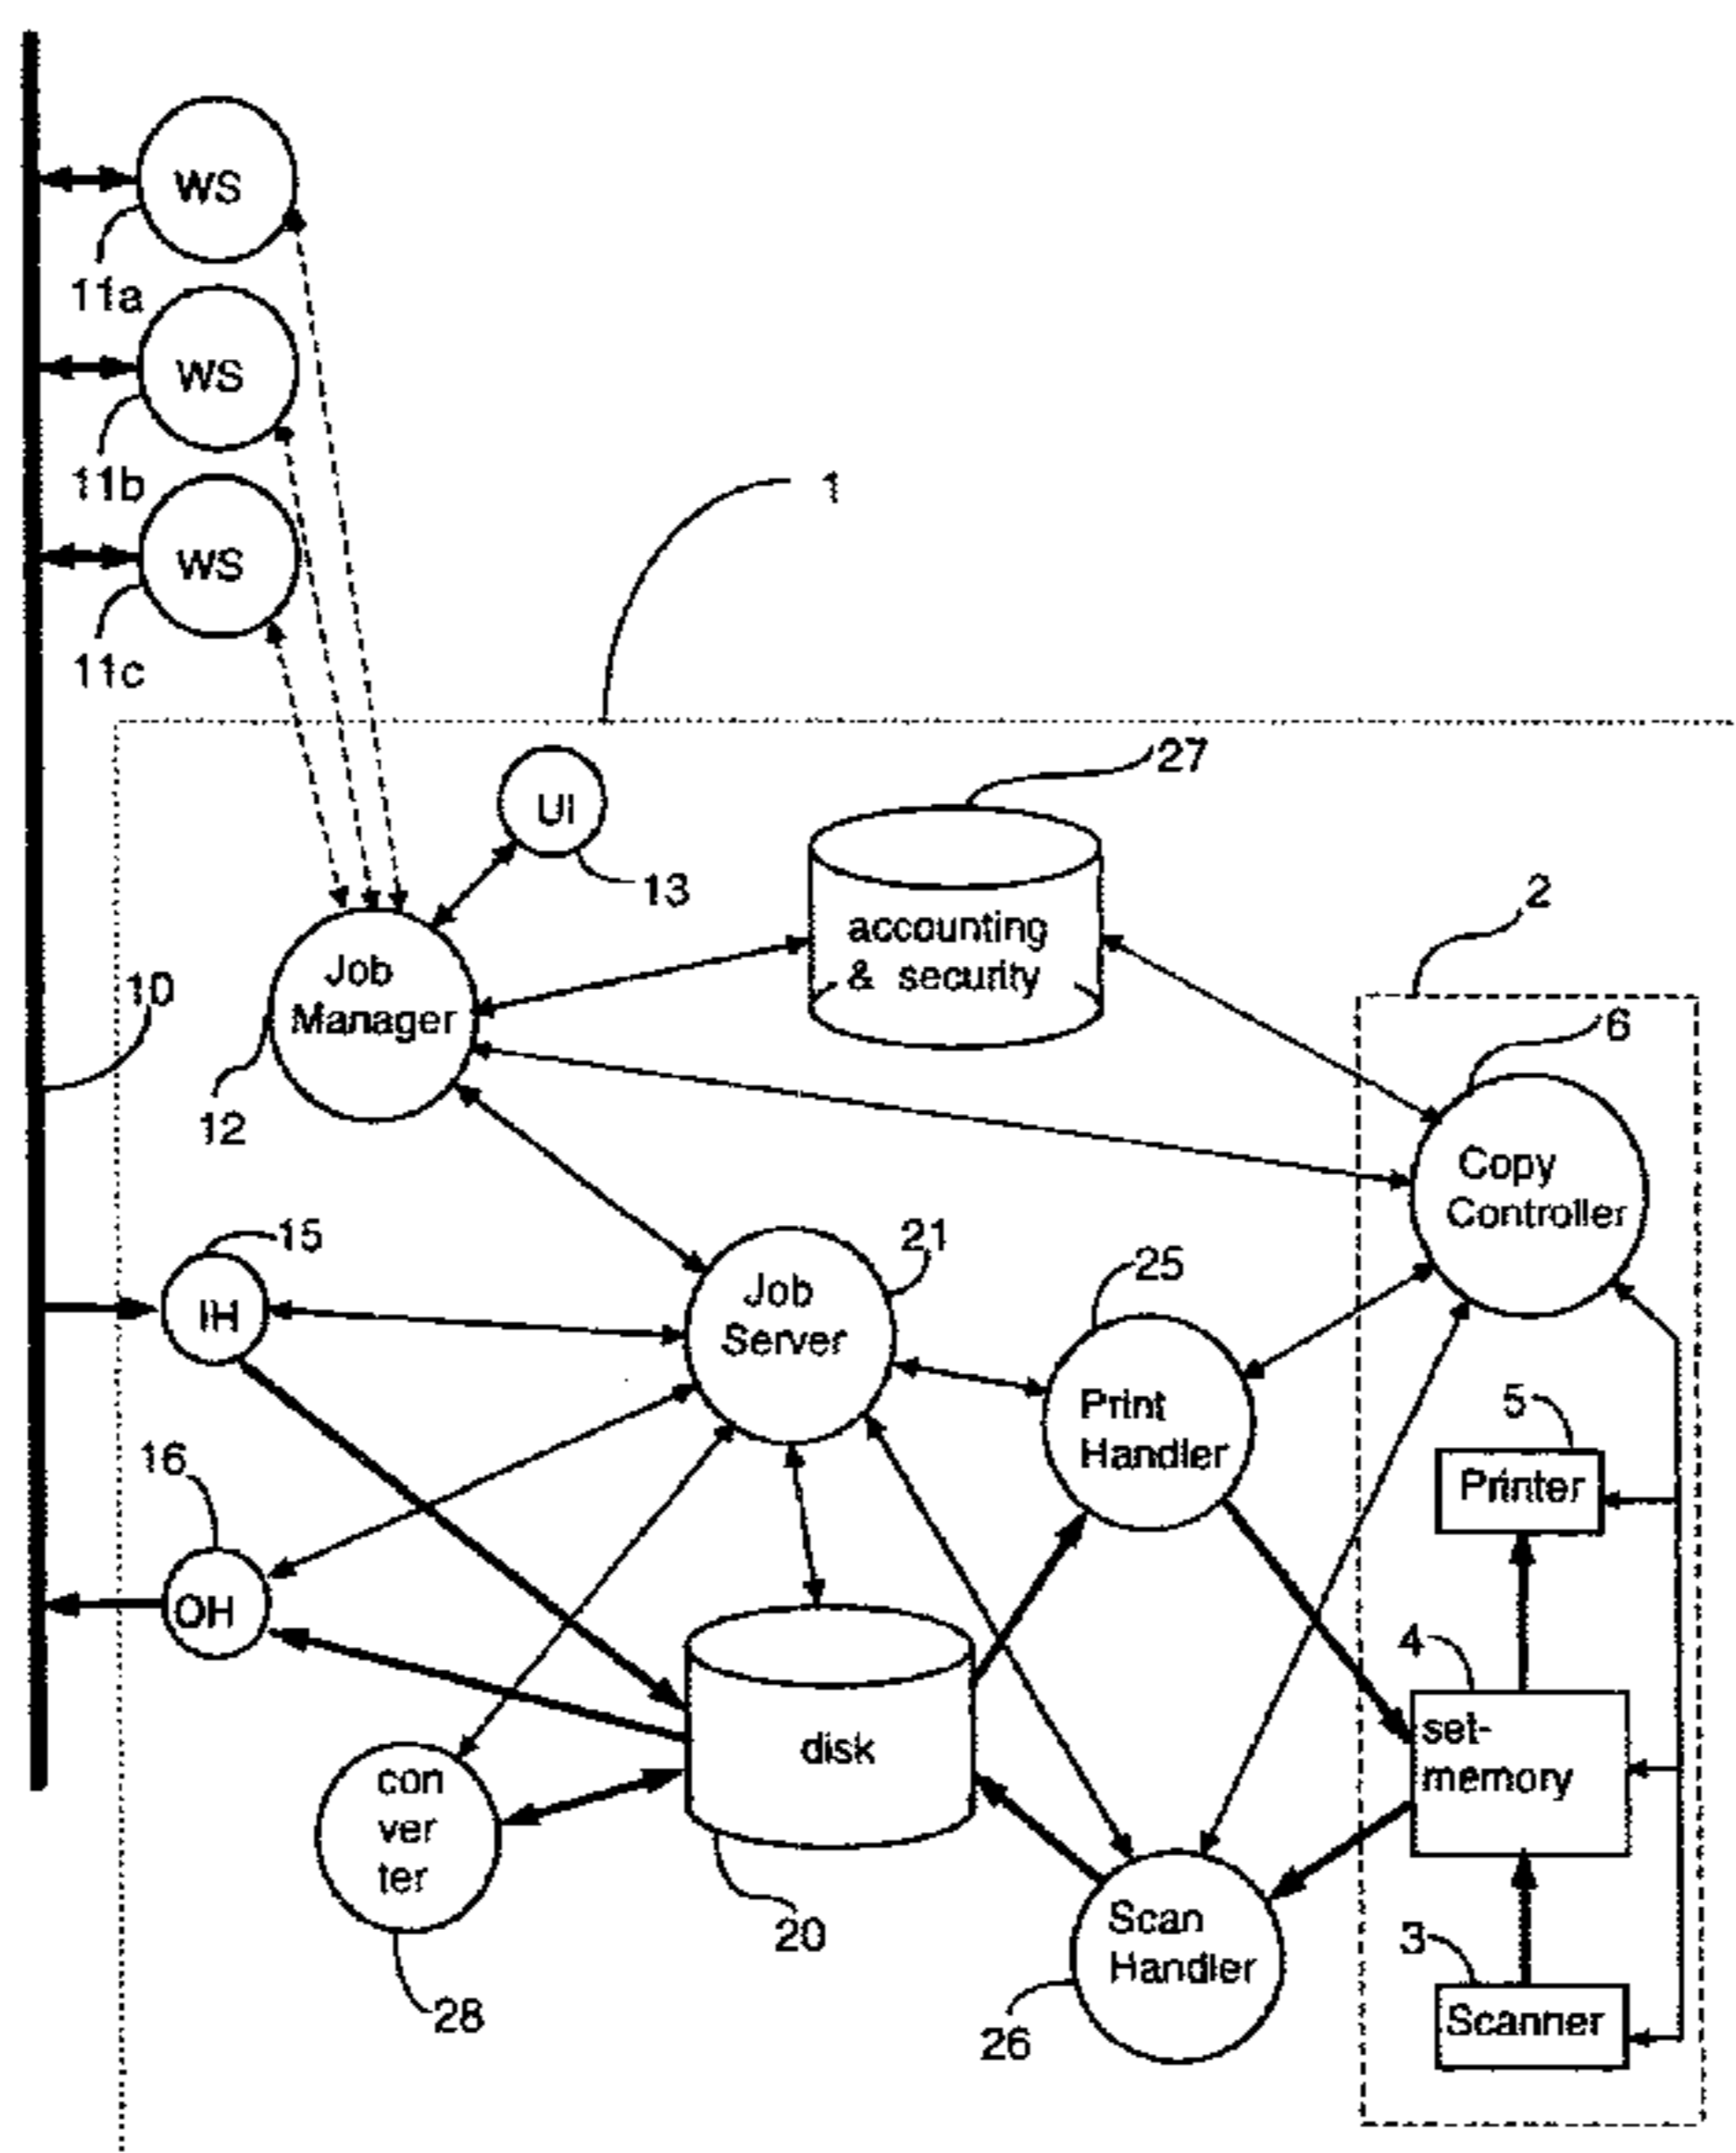 WS
11a
WS
11b
WS
11c
1
UI
13
27
accounting
& security
2
Job
Manager
10
12
6
Copy
Controller
15
IH
Job
Server
21
25
Print
Handler
5
Printer
16
OH
4
set-
memory
disk
20
con
ver
ter
28
Scan
Handler
26
3
Scanner